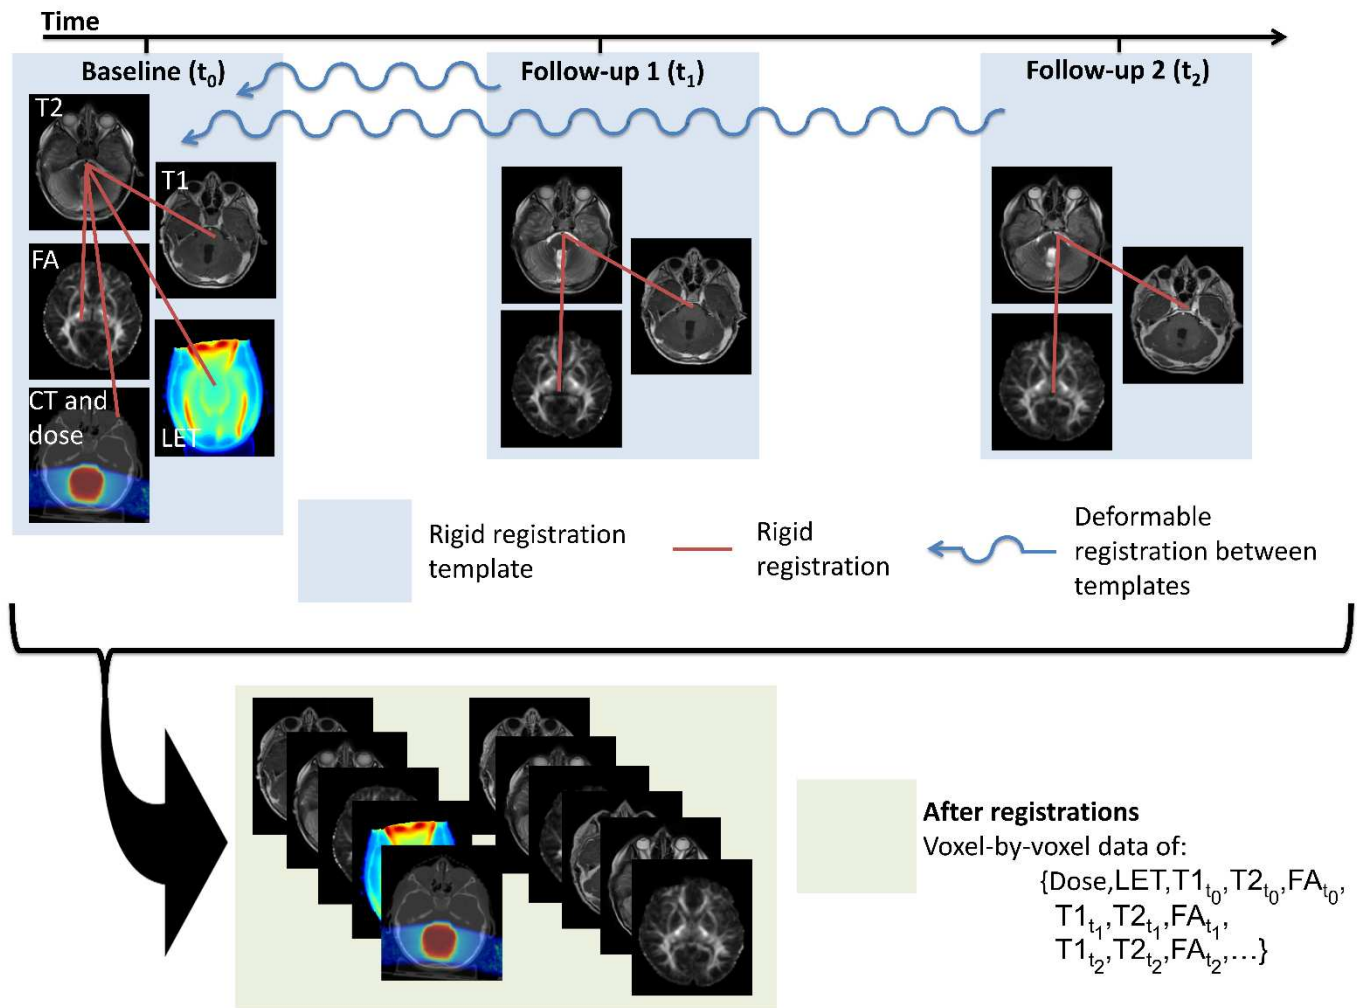 Time
Baseline (t₀)
Follow-up 1 (t₁)
Follow-up 2 (t₂)
T2
T1
FA
CT and
dose
LET
Rigid registration
template
Rigid
registration
Deformable
registration between
templates
After registrations
Voxel-by-voxel data of:
{Dose,LET,T1ₜ₀,T2ₜ₀,FAₜ₀,
T1ₜ₁,T2ₜ₁,FAₜ₁,
T1ₜ₂,T2ₜ₂,FAₜ₂,...}